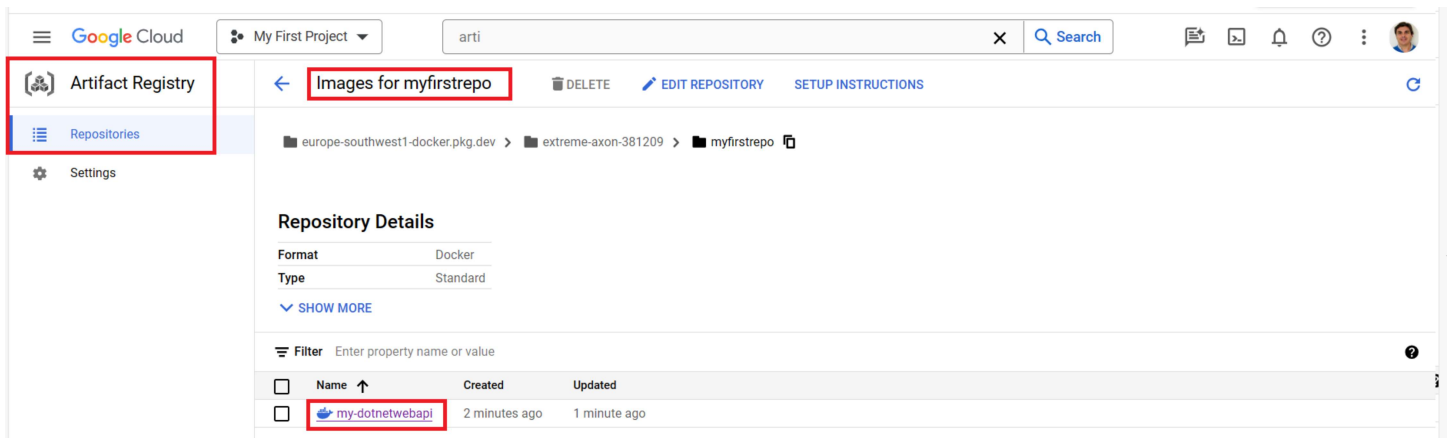 Google Cloud My First Project arti Search
Artifact Registry Images for myfirstrepo DELETE EDIT REPOSITORY SETUP INSTRUCTIONS
Repositories
europe-southwest1-docker.pkg.dev extreme-axon-381209 myfirstrepo
Settings
Repository Details
Format Docker
Type Standard
SHOW MORE
Filter Enter property name or value
Name Created Updated
my-dotnetwebapi 2 minutes ago 1 minute ago